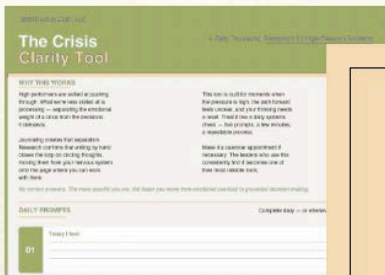 The Crisis
Clarity Tool
A Daily Processing Framework for High-Pressure Moments
WHY THIS WORKS
High performers are skilled at pushing
through. What we're less skilled at is
processing — separating the emotional
weight of a crisis from the decisions
it demands.
Journaling creates that separation.
Research confirms that writing by hand
closes the loop on circling thoughts,
moving them from your nervous system
onto the page where you can work
with them.
This tool is built for moments when
the pressure is high, the path forward
feels unclear, and your thinking needs
a reset. Treat it like a daily systems
check — five prompts, a few minutes,
a repeatable process.
Make it a calendar appointment if
necessary. The leaders who use this
consistently find it becomes one of
their most reliable tools.
No correct answers. The more specific you are, the faster you move from emotional overload to grounded decision-making.
DAILY PROMPTS
Complete daily — or whenever
01
Today I feel: